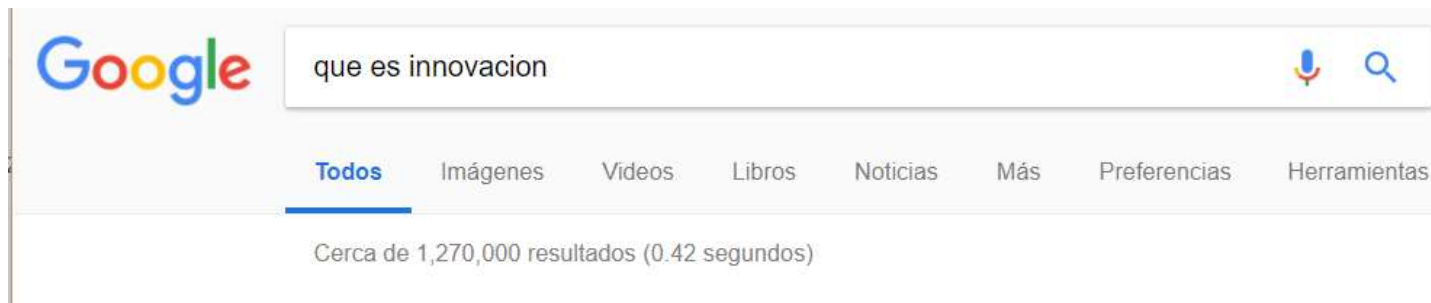 Google que es innovacion
Todos Imágenes Videos Libros Noticias Más Preferencias Herramientas
Cerca de 1,270,000 resultados (0.42 segundos)